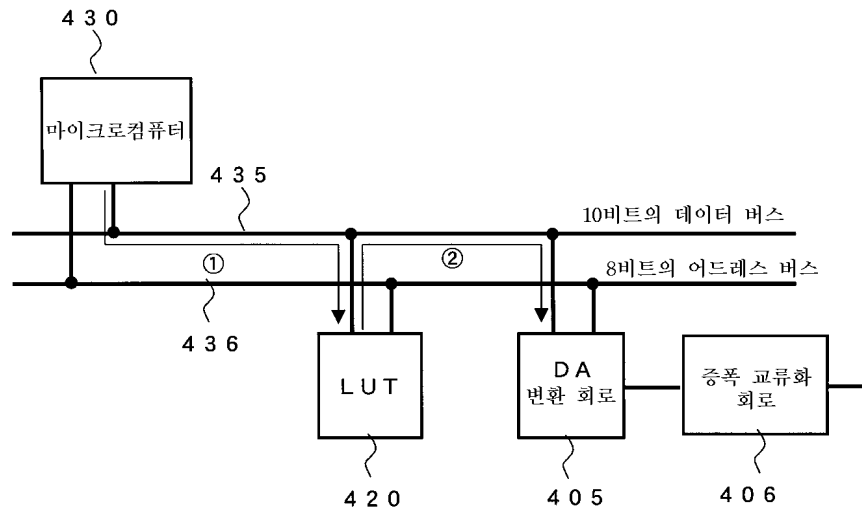 430
마이크로컴퓨터
435
10비트의 데이터 버스
①
②
8비트의 어드레스 버스
436
LUT
DA
변환 회로
증폭 교류화
회로
420
405
406